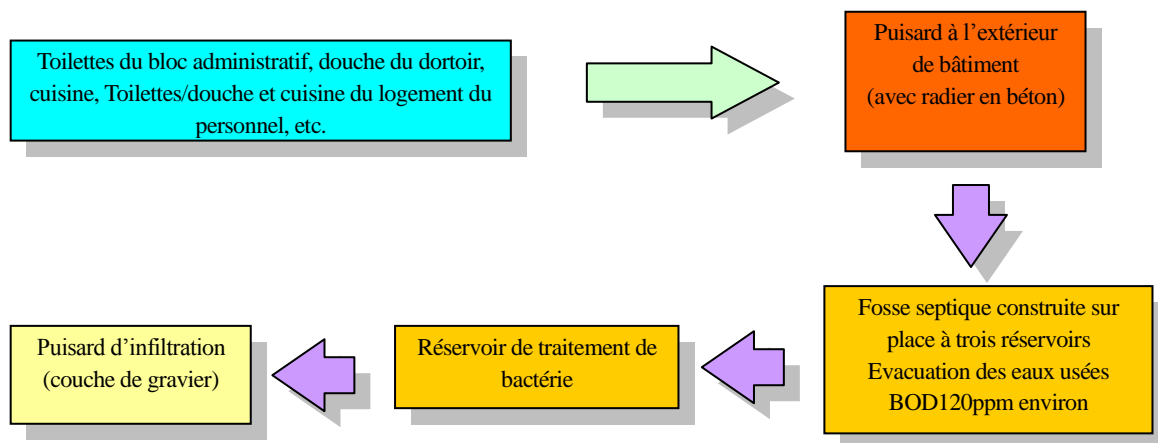 Toilettes du bloc administratif, douche du dortoir,
cuisine, Toilettes/douche et cuisine du logement du
personnel, etc.
Puisard à l’extérieur
de bâtiment
(avec radier en béton)
Fosse septique construite sur
place à trois réservoirs
Evacuation des eaux usées
BOD120ppm environ
Réservoir de traitement de
bactérie
Puisard d’infiltration
(couche de gravier)